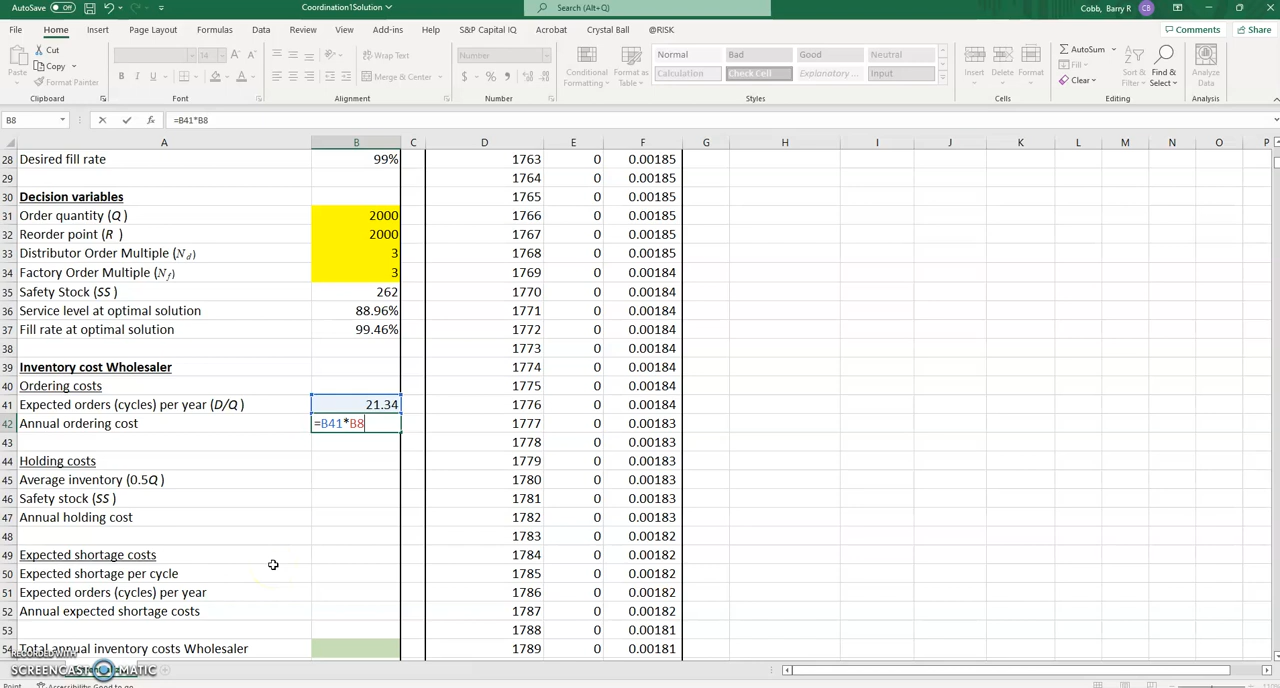 AutoSave Off Coordination1Solution Search (Alt+Q) Cobb, Barry R CB
File Home Insert Page Layout Formulas Data Review View Add-ins Help S&P Capital IQ Acrobat Crystal Ball @RISK Comments Share
Cut Copy Format Painter Paste Clipboard
14 A A B I U A Font
Wrap Text Merge & Center Alignment
Number $ % Number
Conditional Formatting Format as Table
Normal Bad Good Neutral
Calculation Check Cell Explanatory ... Input
Styles
Insert Delete Format Cells
AutoSum Fill Clear Sort & Filter Find & Select Editing
Analyze Data Analysis
B8 fx =B41*B8
A B C D E F G H I J K L M N O P
28 Desired fill rate 99% 1763 0 0.00185
29 1764 0 0.00185
30 Decision variables 1765 0 0.00185
31 Order quantity (Q ) 2000 1766 0 0.00185
32 Reorder point (R ) 2000 1767 0 0.00185
33 Distributor Order Multiple (Nd) 3 1768 0 0.00185
34 Factory Order Multiple (Nf) 3 1769 0 0.00184
35 Safety Stock (SS ) 262 1770 0 0.00184
36 Service level at optimal solution 88.96% 1771 0 0.00184
37 Fill rate at optimal solution 99.46% 1772 0 0.00184
38 1773 0 0.00184
39 Inventory cost Wholesaler 1774 0 0.00184
40 Ordering costs 1775 0 0.00184
41 Expected orders (cycles) per year (D/Q ) 21.34 1776 0 0.00184
42 Annual ordering cost =B41*B8 1777 0 0.00183
43 1778 0 0.00183
44 Holding costs 1779 0 0.00183
45 Average inventory (0.5Q ) 1780 0 0.00183
46 Safety stock (SS ) 1781 0 0.00183
47 Annual holding cost 1782 0 0.00183
48 1783 0 0.00182
49 Expected shortage costs 1784 0 0.00182
50 Expected shortage per cycle 1785 0 0.00182
51 Expected orders (cycles) per year 1786 0 0.00182
52 Annual expected shortage costs 1787 0 0.00182
53 1788 0 0.00181
54 Total annual inventory costs Wholesaler 1789 0 0.00181
RECORDED WITH
SCREENCAST MATIC
Point Accessibility: Good to go